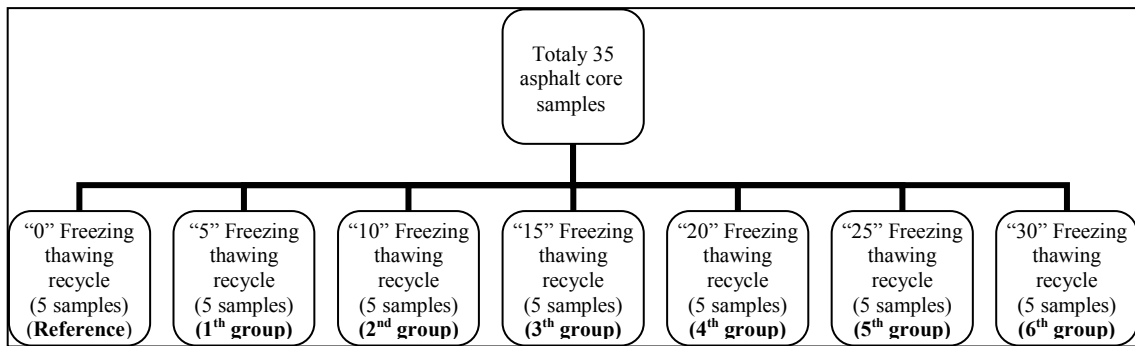 Totaly 35
asphalt core
samples
“0” Freezing
thawing
recycle
(5 samples)
(Reference)
“5” Freezing
thawing
recycle
(5 samples)
(1th group)
“10” Freezing
thawing
recycle
(5 samples)
(2nd group)
“15” Freezing
thawing
recycle
(5 samples)
(3th group)
“20” Freezing
thawing
recycle
(5 samples)
(4th group)
“25” Freezing
thawing
recycle
(5 samples)
(5th group)
“30” Freezing
thawing
recycle
(5 samples)
(6th group)